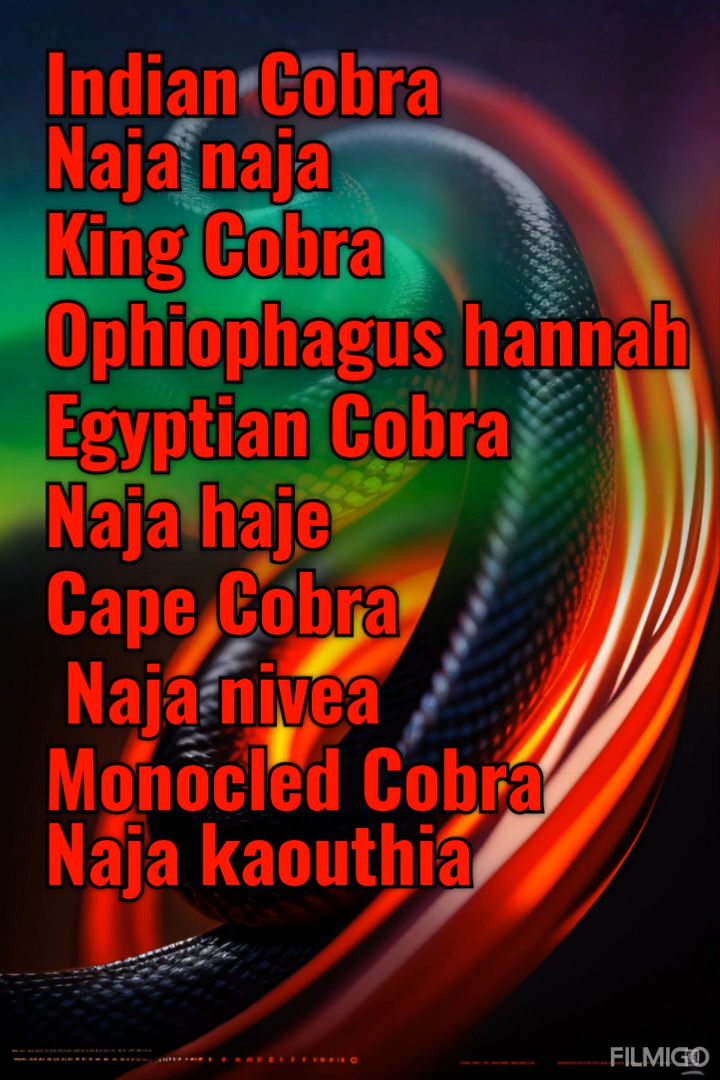 Indian Cobra
Naja naja
King Cobra
Ophiophagus hannah
Egyptian Cobra
Naja haje
Cape Cobra
Naja nivea
Monocled Cobra
Naja kaouthia
FILMIGO